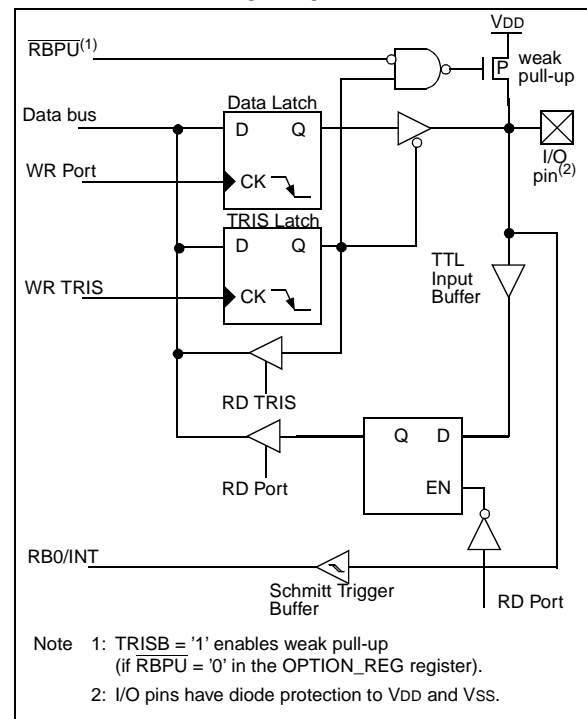 VDD
RBPU(1)
P
weak
pull-up
Data Latch
Data bus
D Q
I/O
pin(2)
WR Port
CK
TRIS Latch
D Q
TTL
Input
Buffer
WR TRIS
CK
RD TRIS
Q D
RD Port
EN
RB0/INT
Schmitt Trigger
Buffer
RD Port
Note 1: TRISB = '1' enables weak pull-up
(if RBPU = '0' in the OPTION_REG register).
2: I/O pins have diode protection to VDD and VSS.